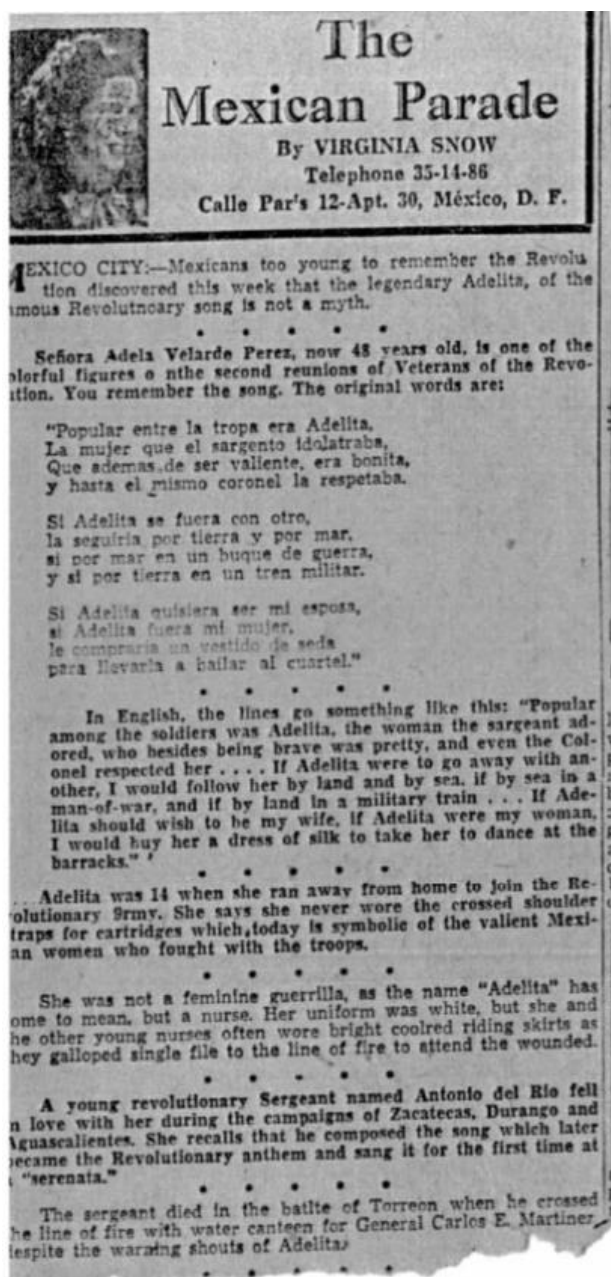 The
Mexican Parade
By VIRGINIA SNOW
Telephone 35-14-86
Calle Par's 12-Apt. 30, México, D. F.
MEXICO CITY:—Mexicans too young to remember the Revolu
tion discovered this week that the legendary Adelita, of the
amous Revolutnoary song is not a myth.
Señora Adela Velarde Perez, now 48 years old, is one of the
olorful figures o nthe second reunions of Veterans of the Revo-
ution. You remember the song. The original words are:
"Popular entre la tropa era Adelita,
La mujer que el sargento idolatraba,
Que ademas de ser valiente, era bonita,
y hasta el mismo coronel la respetaba.
Si Adelita se fuera con otro,
la seguiria por tierra y por mar,
si por mar en un buque de guerra,
y si por tierra en un tren militar.
Si Adelita quisiera ser mi esposa,
si Adelita fuera mi mujer,
le compraria un vestido de seda
para llevarla a bailar al cuartel."
In English, the lines go something like this: "Popular
among the soldiers was Adelita, the woman the sargeant ad-
ored, who besides being brave was pretty, and even the Col-
onel respected her . . . . If Adelita were to go away with an-
other, I would follow her by land and by sea, if by sea in a
man-of-war, and if by land in a military train . . . If Ade-
lita should wish to be my wife, if Adelita were my woman,
I would buy her a dress of silk to take her to dance at the
barracks." '
. . Adelita was 14 when she ran away from home to join the Re-
olutionary 9rmy. She says she never wore the crossed shoulder
traps for cartridges which today is symbolic of the valient Mexi-
an women who fought with the troops.
She was not a feminine guerrilla, as the name "Adelita" has
ome to mean, but a nurse. Her uniform was white, but she and
he other young nurses often wore bright coolred riding skirts as
hey galloped single file to the line of fire to attend the wounded.
A young revolutionary Sergeant named Antonio del Rio fell
n love with her during the campaigns of Zacatecas, Durango and
Aguascalientes. She recalls that he composed the song which later
ecame the Revolutionary anthem and sang it for the first time at
"serenata."
The sergeant died in the batlte of Torreon when he crossed
he line of fire with water canteen for General Carlos E. Martinez
despite the warning shouts of Adelita.